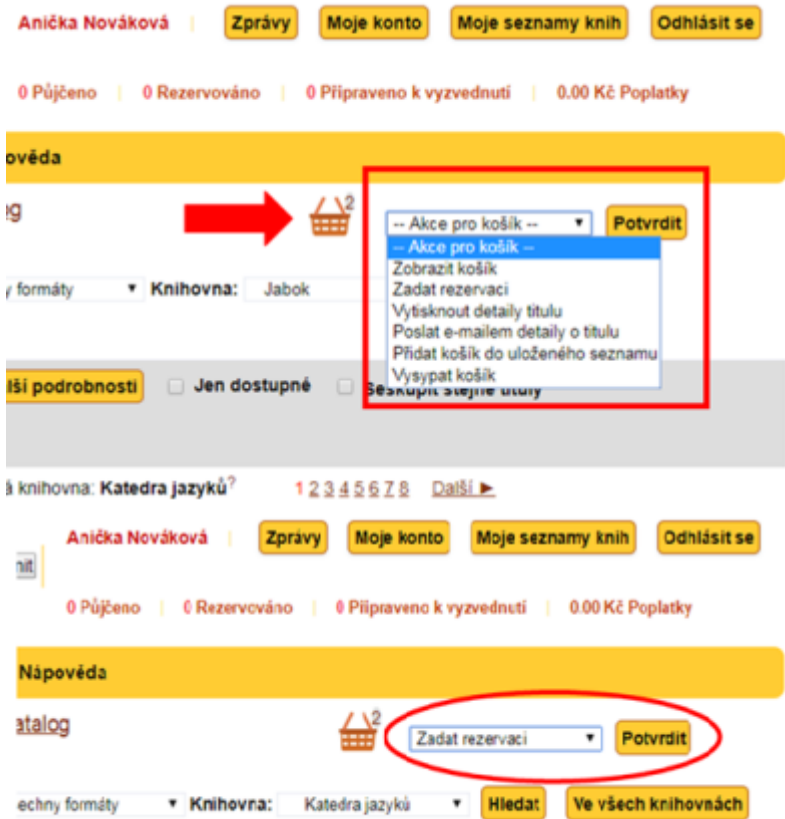 Anička Nováková Zprávy Moje konto Moje seznamy knih Odhlásit se
0 Půjčeno 0 Rezervováno 0 Připraveno k vyzvednutí 0.00 Kč Poplatky
ověda
og 2 -- Akce pro košík -- Potvrdit
-- Akce pro košík --
Zobrazit košík
y formáty Knihovna: Jabok
Zadat rezervaci
Vytisknout detaily titulu
Poslat e-mailem detaily o titulu
Přidat košík do uloženého seznamu
Vysypat košík
lší podrobnosti Jen dostupné Seskupit stejné tituly
á knihovna: Katedra jazyků? 1 2 3 4 5 6 7 8 Další ►
Anička Nováková Zprávy Moje konto Moje seznamy knih Odhlásit se
nit
0 Půjčeno 0 Rezervováno 0 Připraveno k vyzvednutí 0.00 Kč Poplatky
Nápověda
atalog 2 Zadat rezervaci Potvrdit
echny formáty Knihovna: Katedra jazyků Hledat Ve všech knihovnách